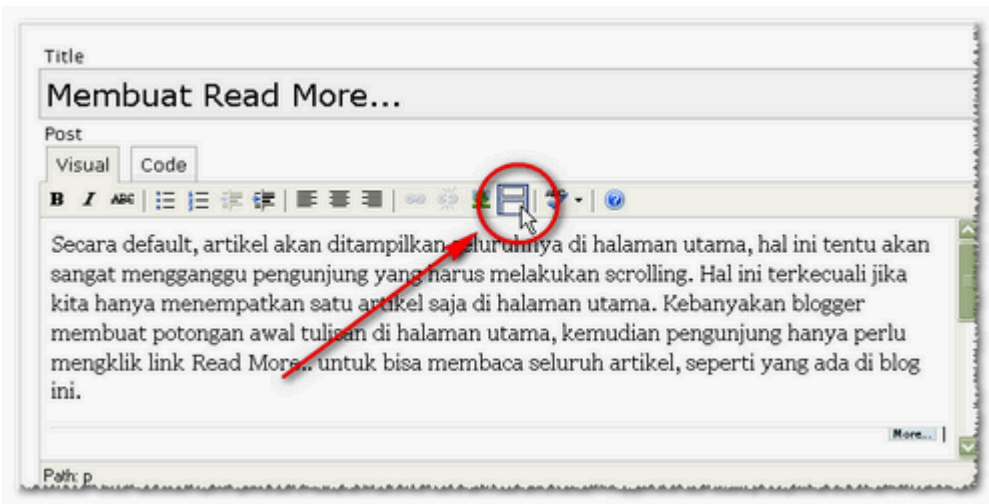 Title
Membuat Read More...
Post
Visual Code
B I ABC
Secara default, artikel akan ditampilkan seluruhnya di halaman utama, hal ini tentu akan
sangat mengganggu pengunjung yang harus melakukan scrolling. Hal ini terkecuali jika
kita hanya menempatkan satu artikel saja di halaman utama. Kebanyakan blogger
membuat potongan awal tulisan di halaman utama, kemudian pengunjung hanya perlu
mengklik link Read More.. untuk bisa membaca seluruh artikel, seperti yang ada di blog
ini.
More...
Path: p